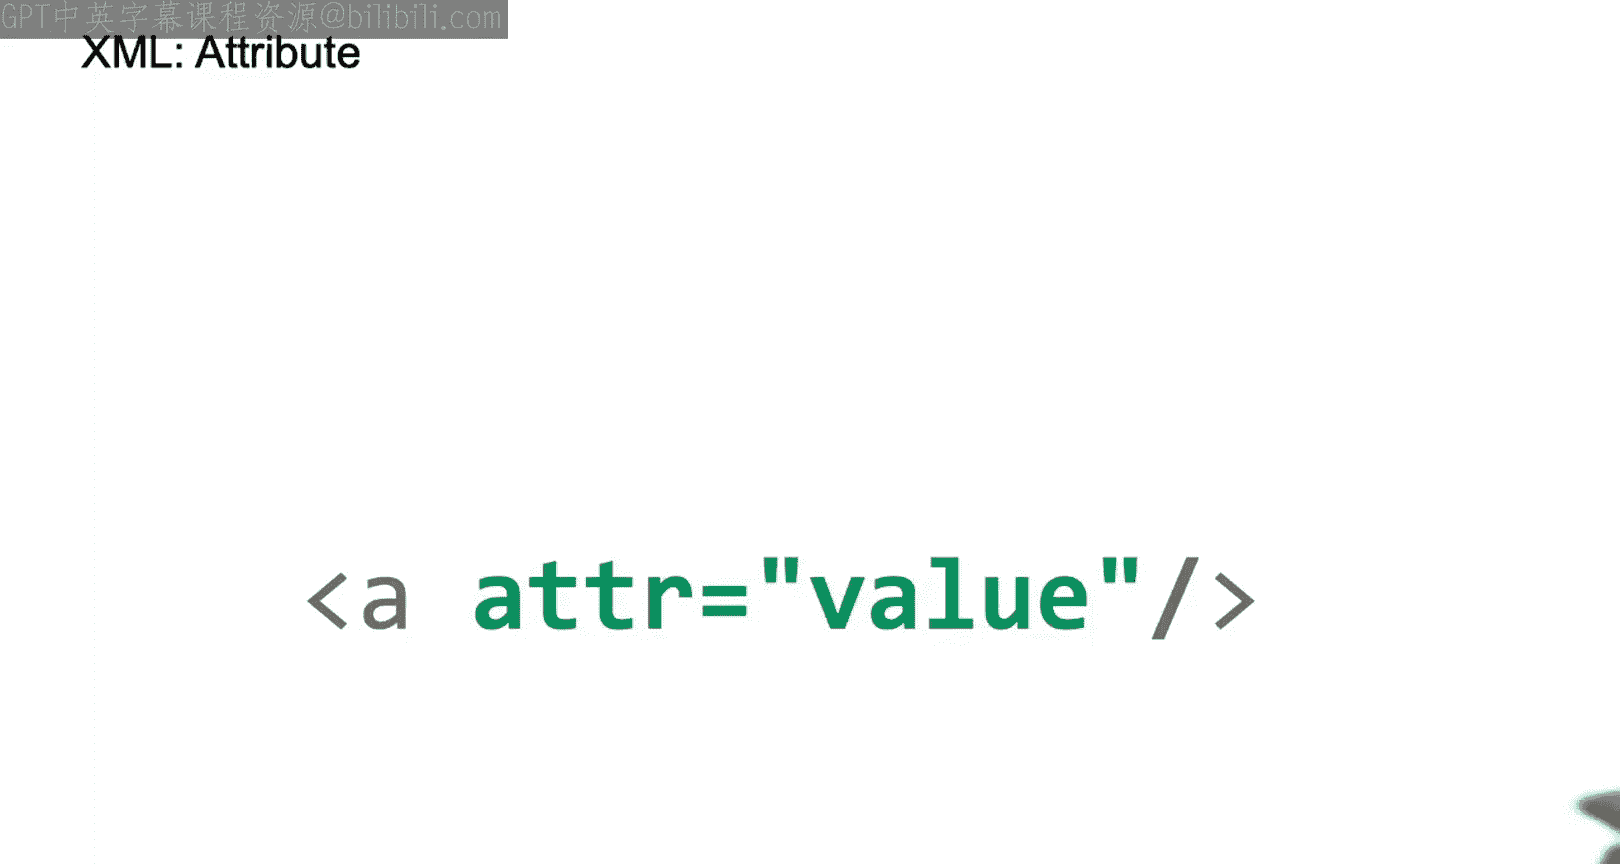 GPT中英字幕课程资源@bilibili.com
XML: Attribute
<a attr="value"/>